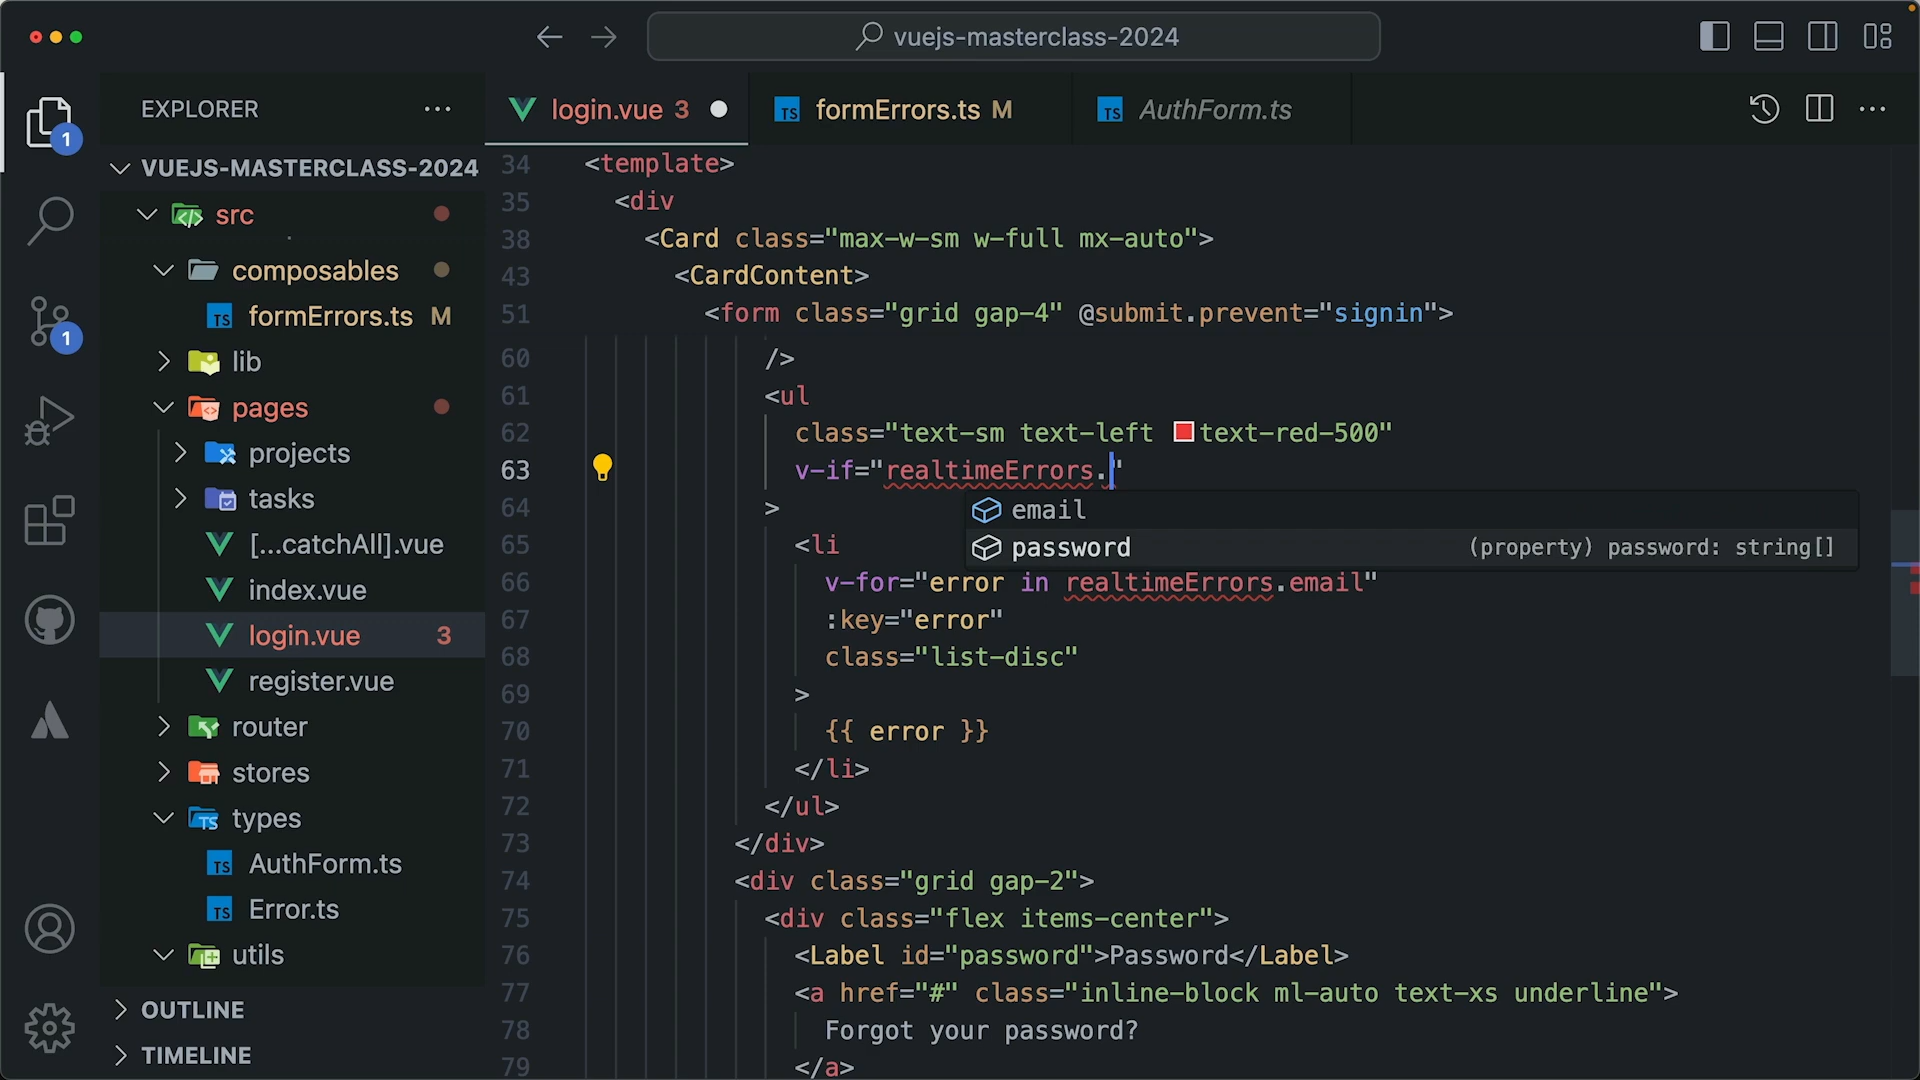 vuejs-masterclass-2024
EXPLORER
login.vue 3
formErrors.ts M
AuthForm.ts
1
VUEJS-MASTERCLASS-2024
src
composables
formErrors.ts M
1
lib
pages
projects
tasks
[...catchAll].vue
index.vue
login.vue 3
register.vue
router
stores
types
AuthForm.ts
Error.ts
utils
OUTLINE
TIMELINE
34 <template>
35 <div
38 <Card class="max-w-sm w-full mx-auto">
43 <CardContent>
51 <form class="grid gap-4" @submit.prevent="signin">
60 />
61 <ul
62 class="text-sm text-left text-red-500"
63 v-if="realtimeErrors."
64 >
email
65 <li
password (property) password: string[]
66 v-for="error in realtimeErrors.email"
67 :key="error"
68 class="list-disc"
69 >
70 {{ error }}
71 </li>
72 </ul>
73 </div>
74 <div class="grid gap-2">
75 <div class="flex items-center">
76 <Label id="password">Password</Label>
77 <a href="#" class="inline-block ml-auto text-xs underline">
78 Forgot your password?
79 </a>